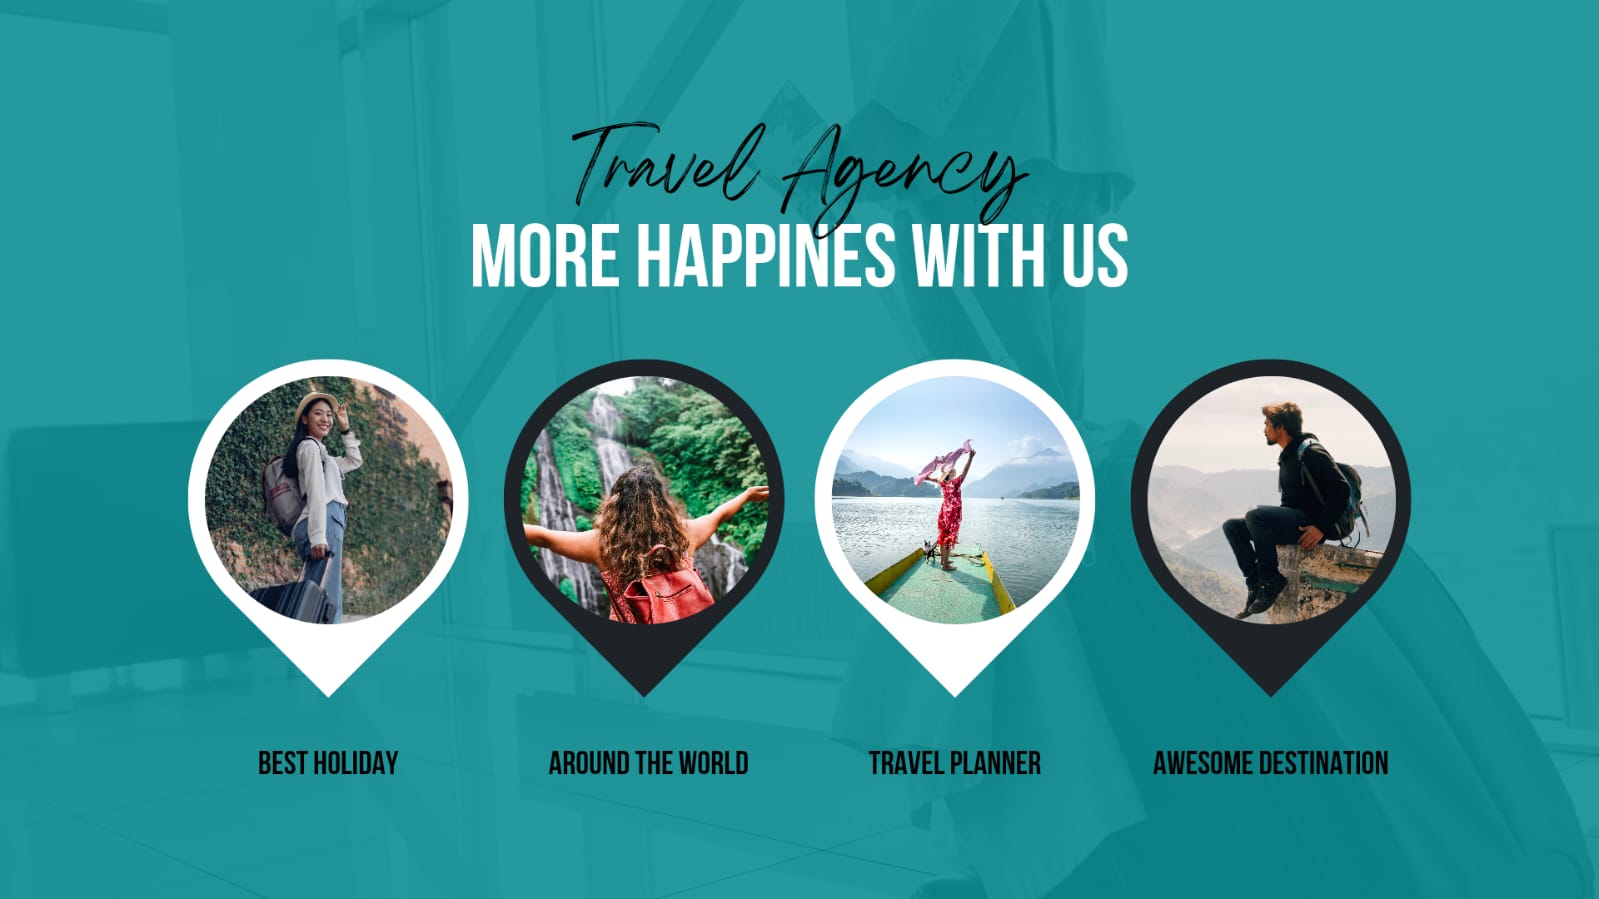 Travel Agency
MORE HAPPINES WITH US
BEST HOLIDAY
AROUND THE WORLD
TRAVEL PLANNER
AWESOME DESTINATION